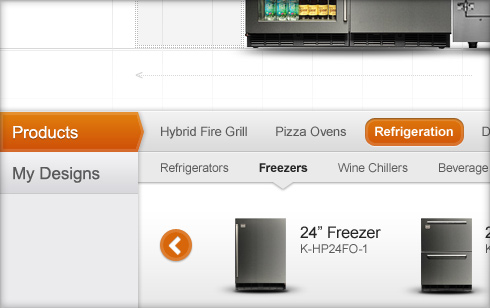 Products
Hybrid Fire Grill Pizza Ovens Refrigeration D
My Designs
Refrigerators Freezers Wine Chillers Beverage
24” Freezer
K-HP24FO-1
2
K